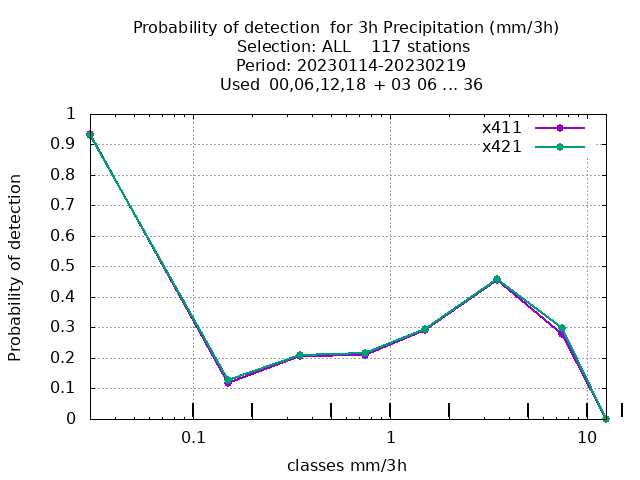 Probability of detection  for 3h Precipitation (mm/3h)
Selection: ALL    117 stations
Period: 20230114-20230219
Used  00,06,12,18  + 03 06 ... 36
x411
x421
1
0.9
0.8
0.7
0.6
0.5
0.4
0.3
0.2
0.1
0
Probability of detection
0.1 1 10
classes mm/3h